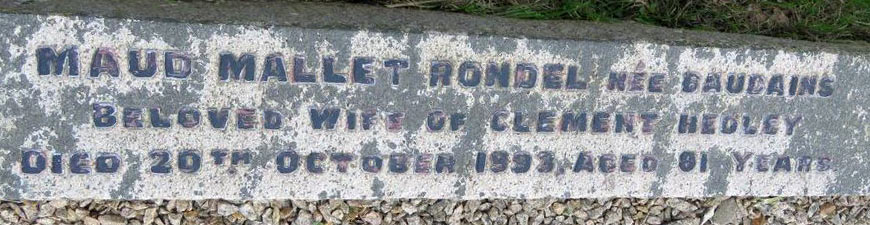 MAUD MALLET RONDEL NÉE BAUDAINS
BELOVED WIFE OF CLEMENT HEDLEY
DIED 20TH OCTOBER 1993, AGED 81 YEARS